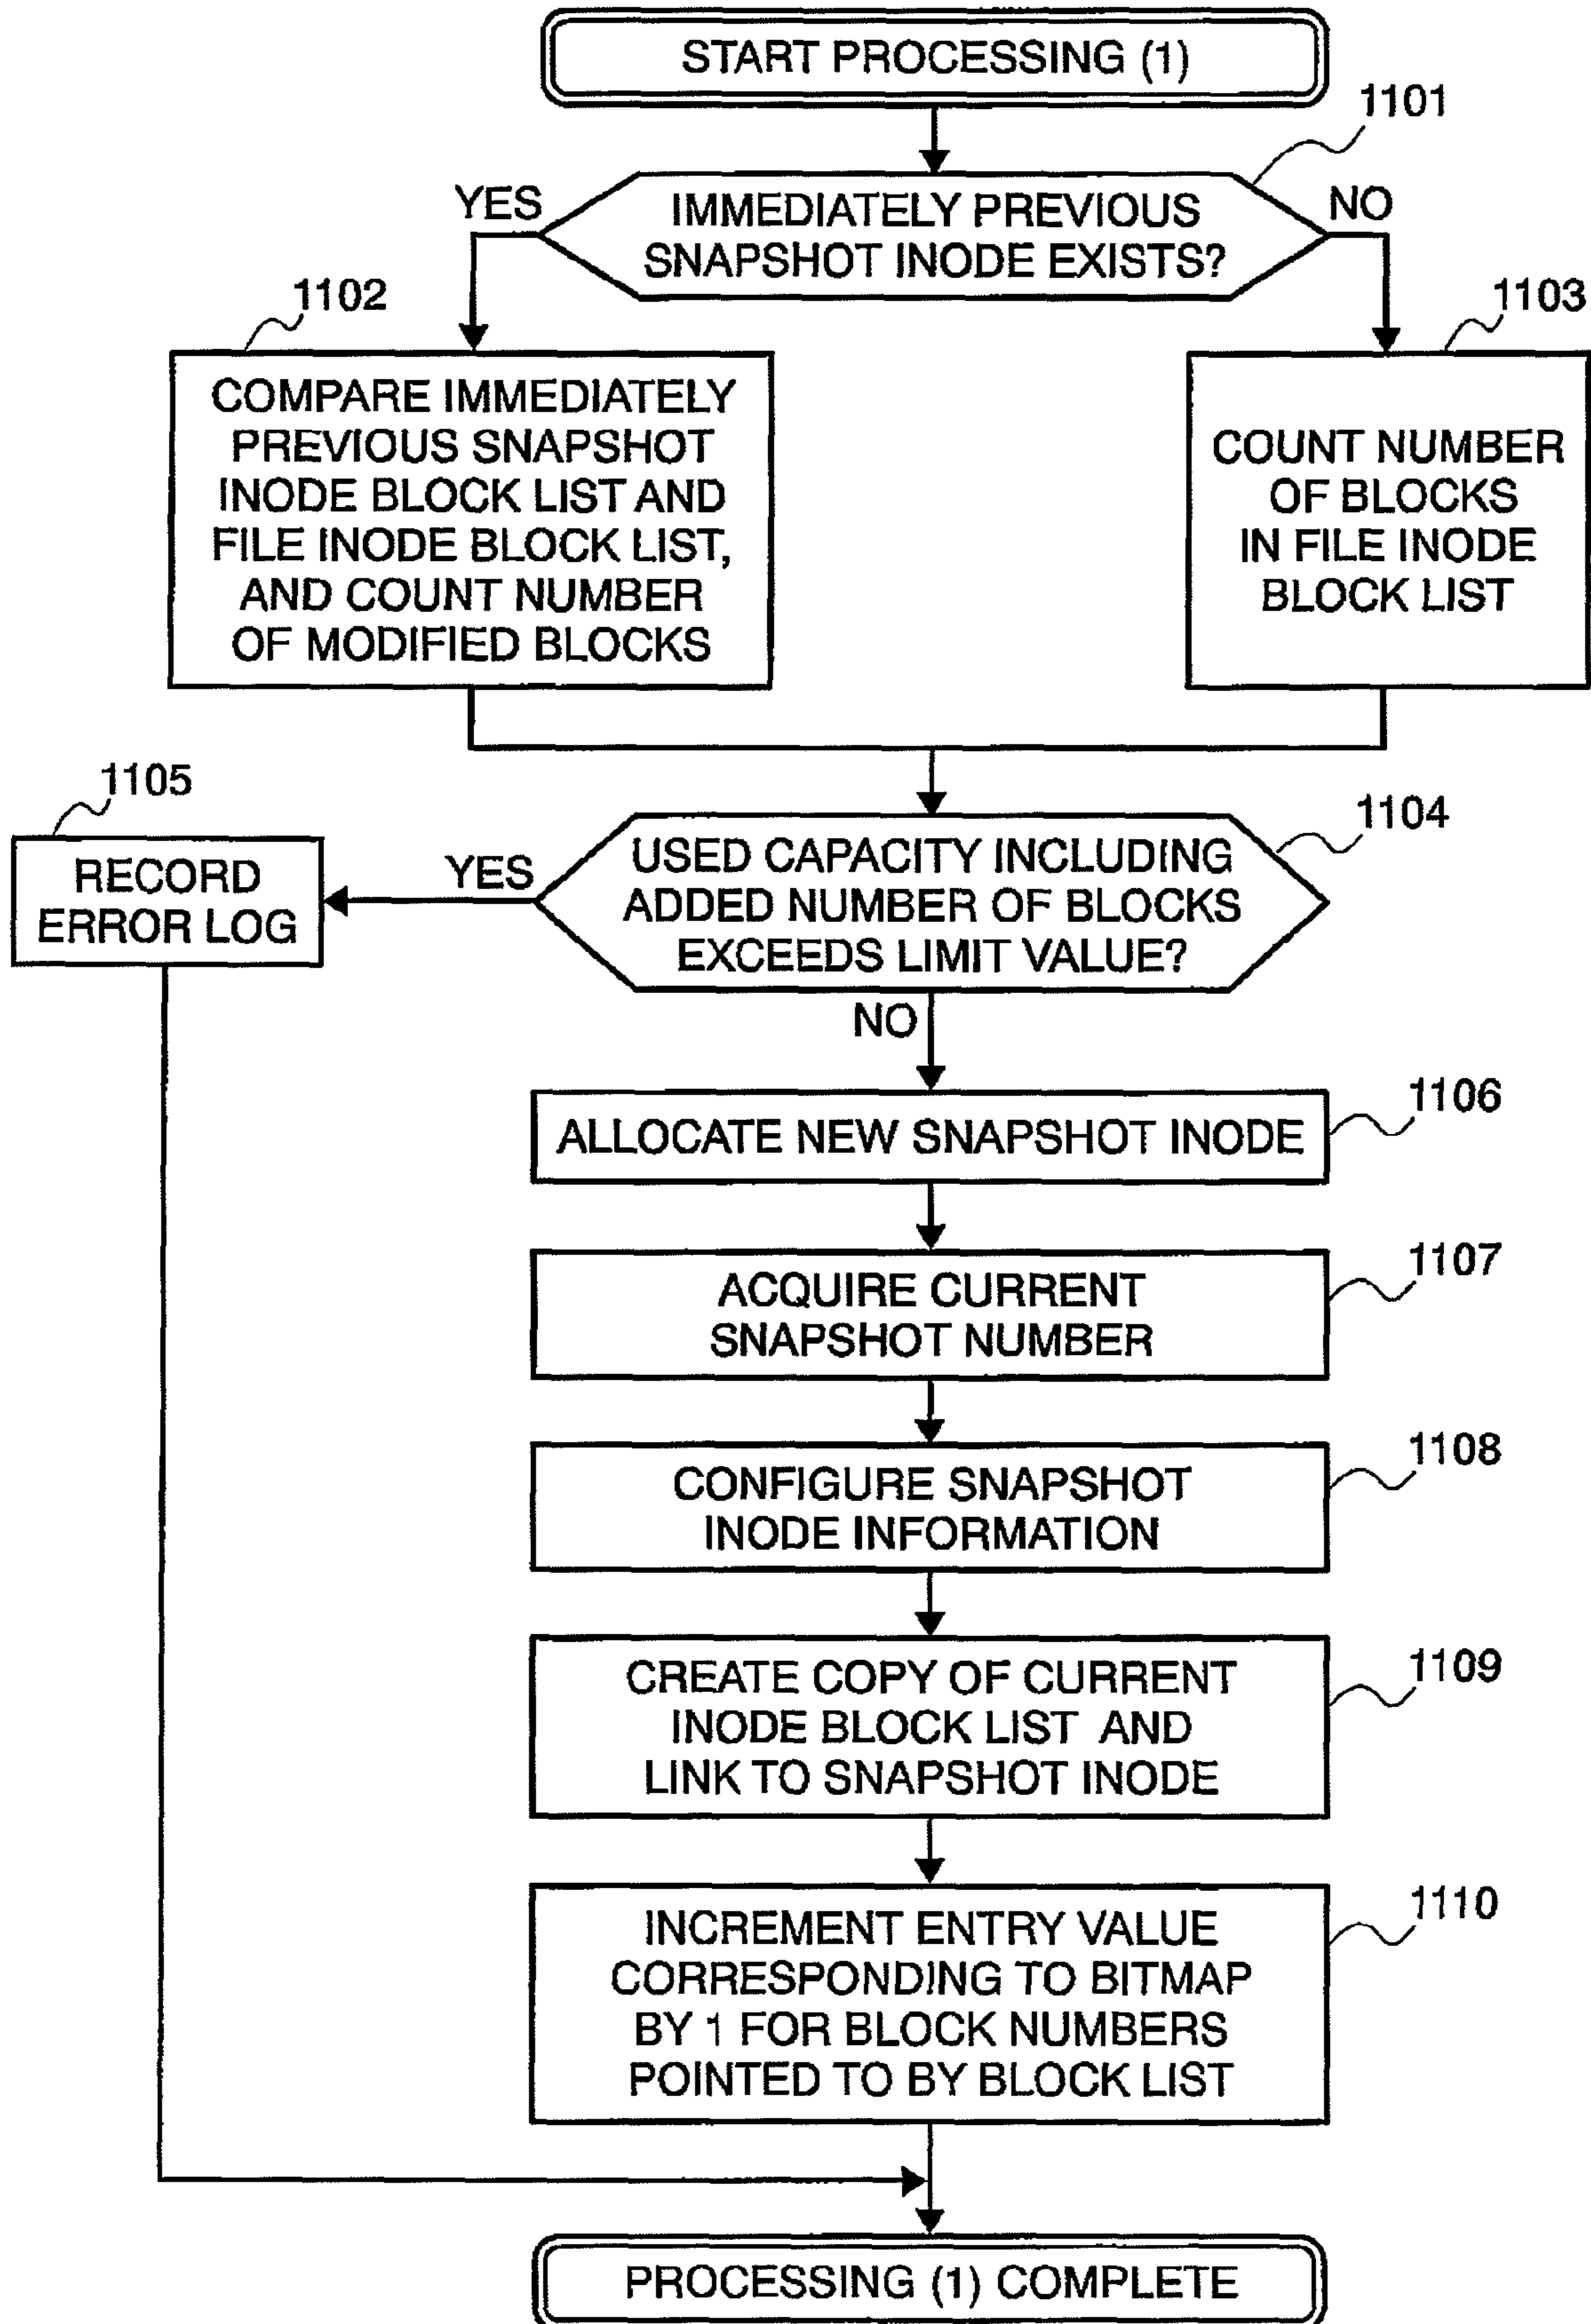 START PROCESSING (1)
1101
YES
IMMEDIATELY PREVIOUS
SNAPSHOT INODE EXISTS?
NO
1102
1103
COMPARE IMMEDIATELY
PREVIOUS SNAPSHOT
INODE BLOCK LIST AND
FILE INODE BLOCK LIST,
AND COUNT NUMBER
OF MODIFIED BLOCKS
COUNT NUMBER
OF BLOCKS
IN FILE INODE
BLOCK LIST
1105
1104
RECORD
ERROR LOG
YES
USED CAPACITY INCLUDING
ADDED NUMBER OF BLOCKS
EXCEEDS LIMIT VALUE?
NO
1106
ALLOCATE NEW SNAPSHOT INODE
1107
ACQUIRE CURRENT
SNAPSHOT NUMBER
1108
CONFIGURE SNAPSHOT
INODE INFORMATION
1109
CREATE COPY OF CURRENT
INODE BLOCK LIST AND
LINK TO SNAPSHOT INODE
1110
INCREMENT ENTRY VALUE
CORRESPONDING TO BITMAP
BY 1 FOR BLOCK NUMBERS
POINTED TO BY BLOCK LIST
PROCESSING (1) COMPLETE